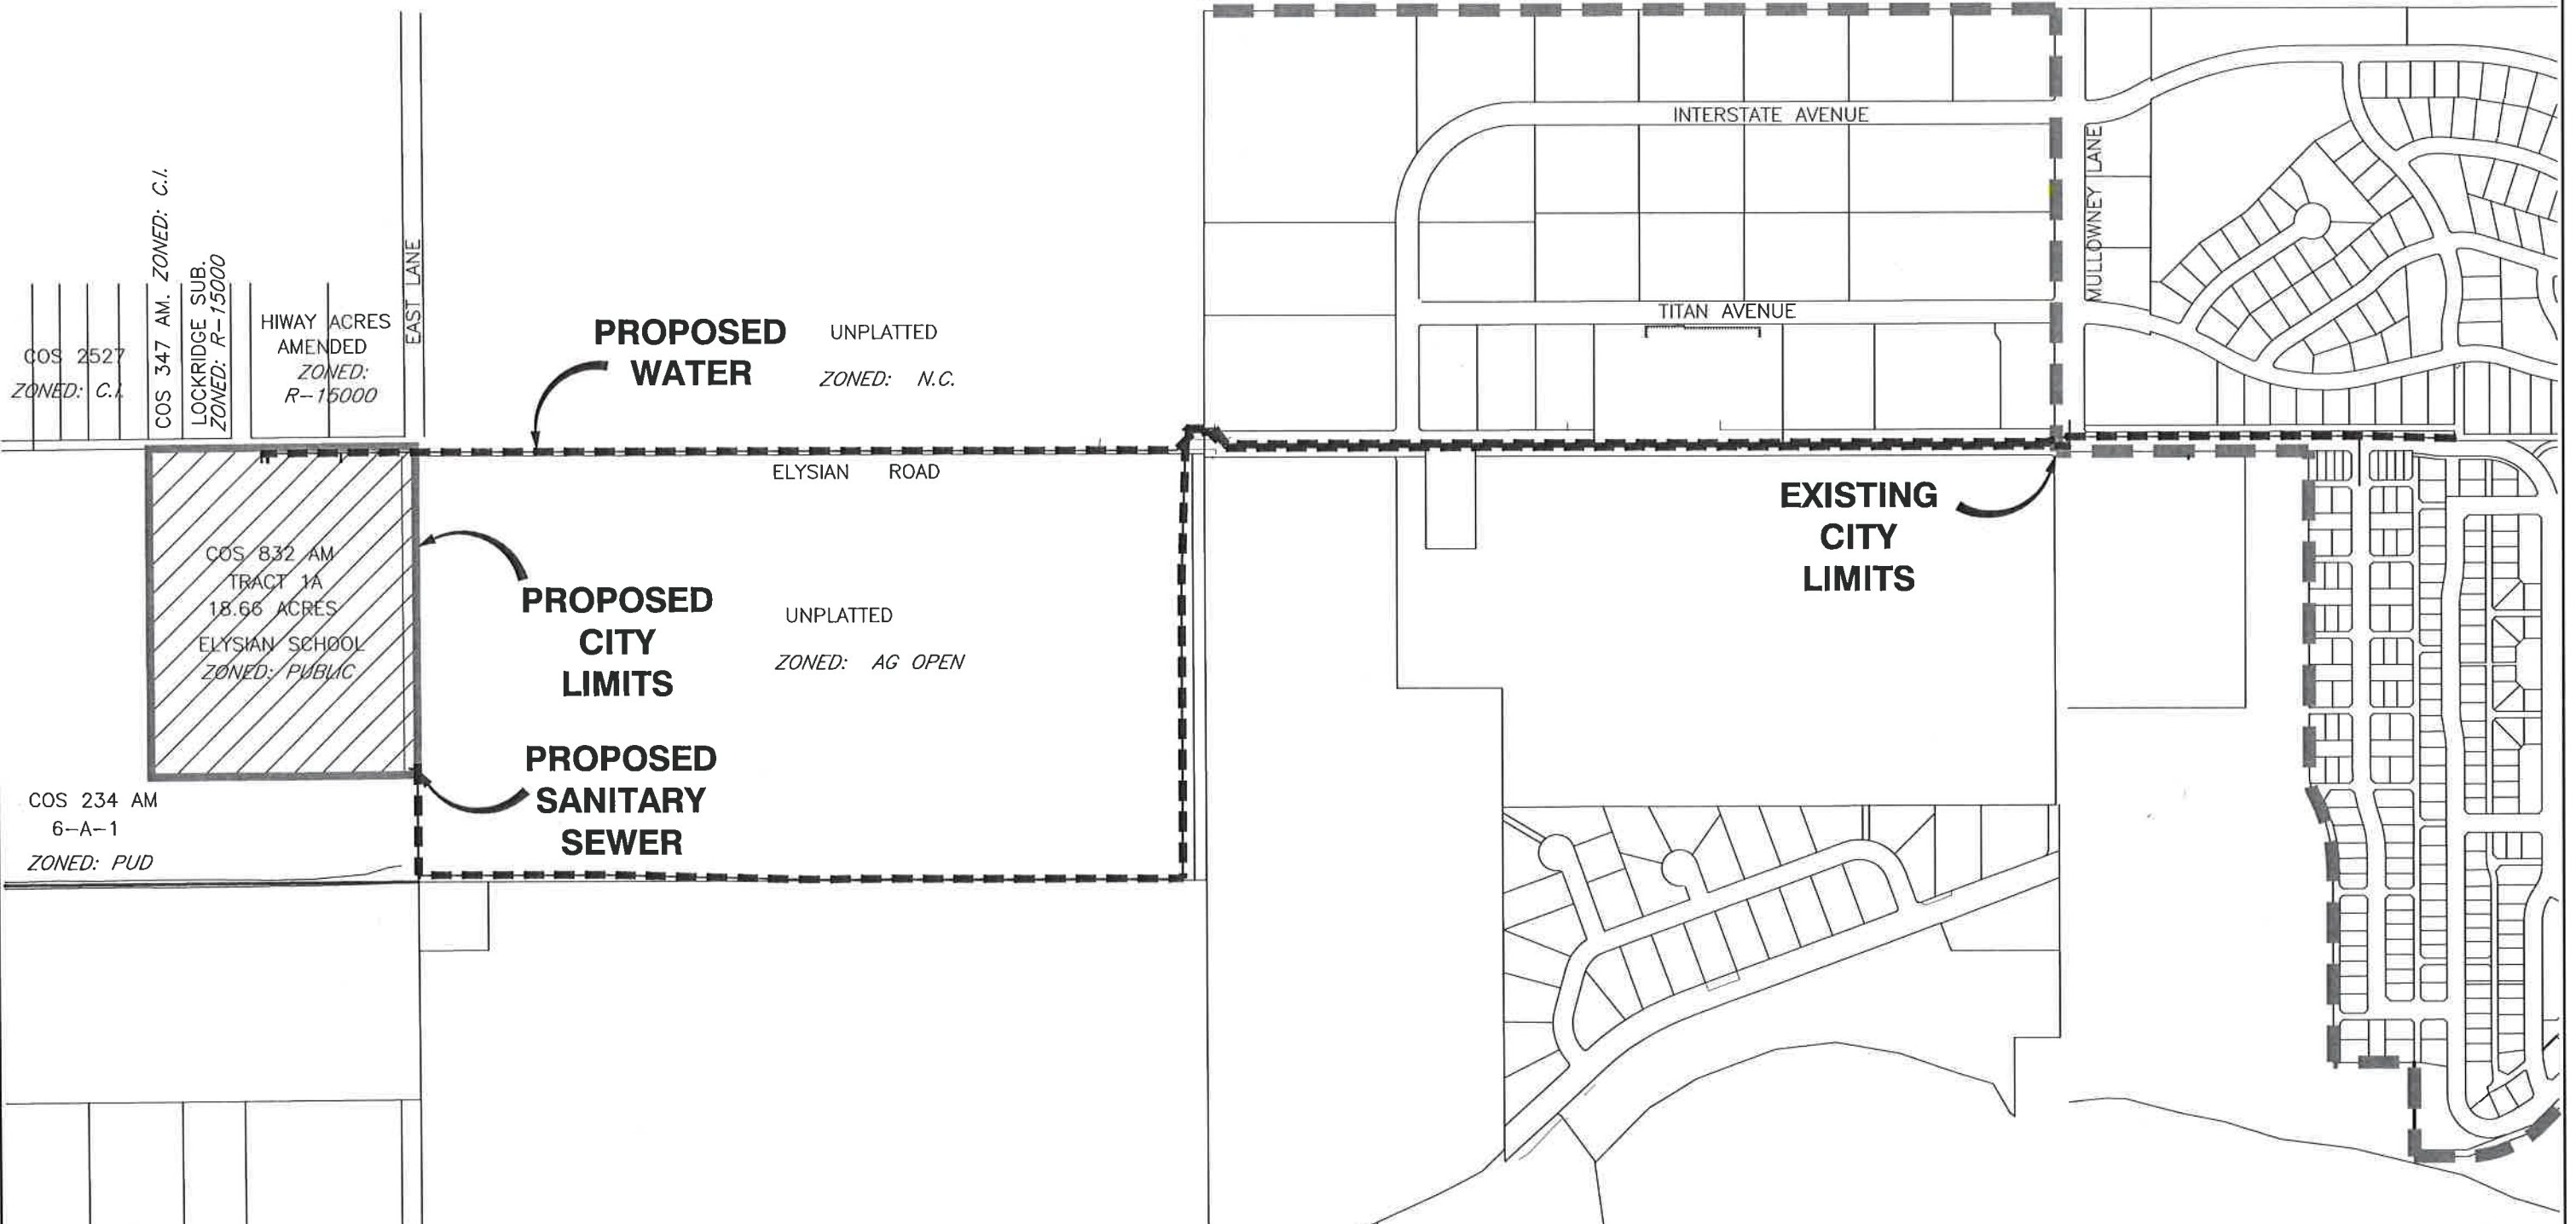 INTERSTATE AVENUE
MULLOWNEY LANE
TITAN AVENUE
COS 2527
ZONED: C.I.
COS 347 AM. ZONED: C.I.
LOCKRIDGE SUB.
ZONED: R-15000
HIWAY ACRES
AMENDED
ZONED:
R-15000
EAST LANE
PROPOSED
WATER
UNPLATTED
ZONED: N.C.
ELYSIAN ROAD
EXISTING
CITY
LIMITS
COS 832 AM
TRACT 1A
18.66 ACRES
ELYSIAN SCHOOL
ZONED: PUBLIC
PROPOSED
CITY
LIMITS
UNPLATTED
ZONED: AG OPEN
PROPOSED
SANITARY
SEWER
COS 234 AM
6-A-1
ZONED: PUD